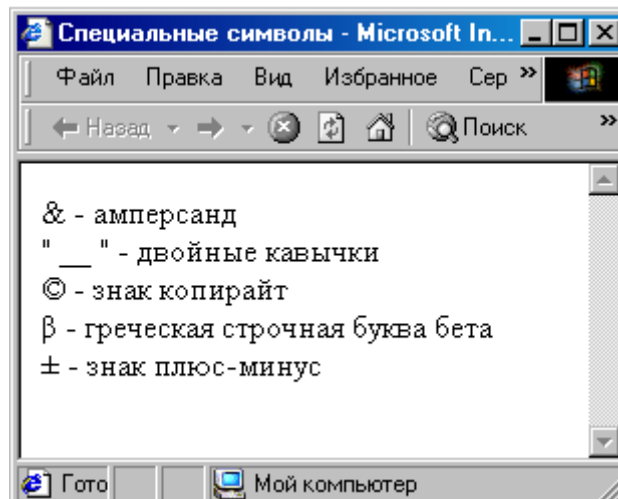 Специальные символы - Microsoft In...
Файл Правка Вид Избранное Сер »
Назад Поиск »
& - амперсанд
" __ " - двойные кавычки
© - знак копирайт
β - греческая строчная буква бета
± - знак плюс-минус
Гото Мой компьютер